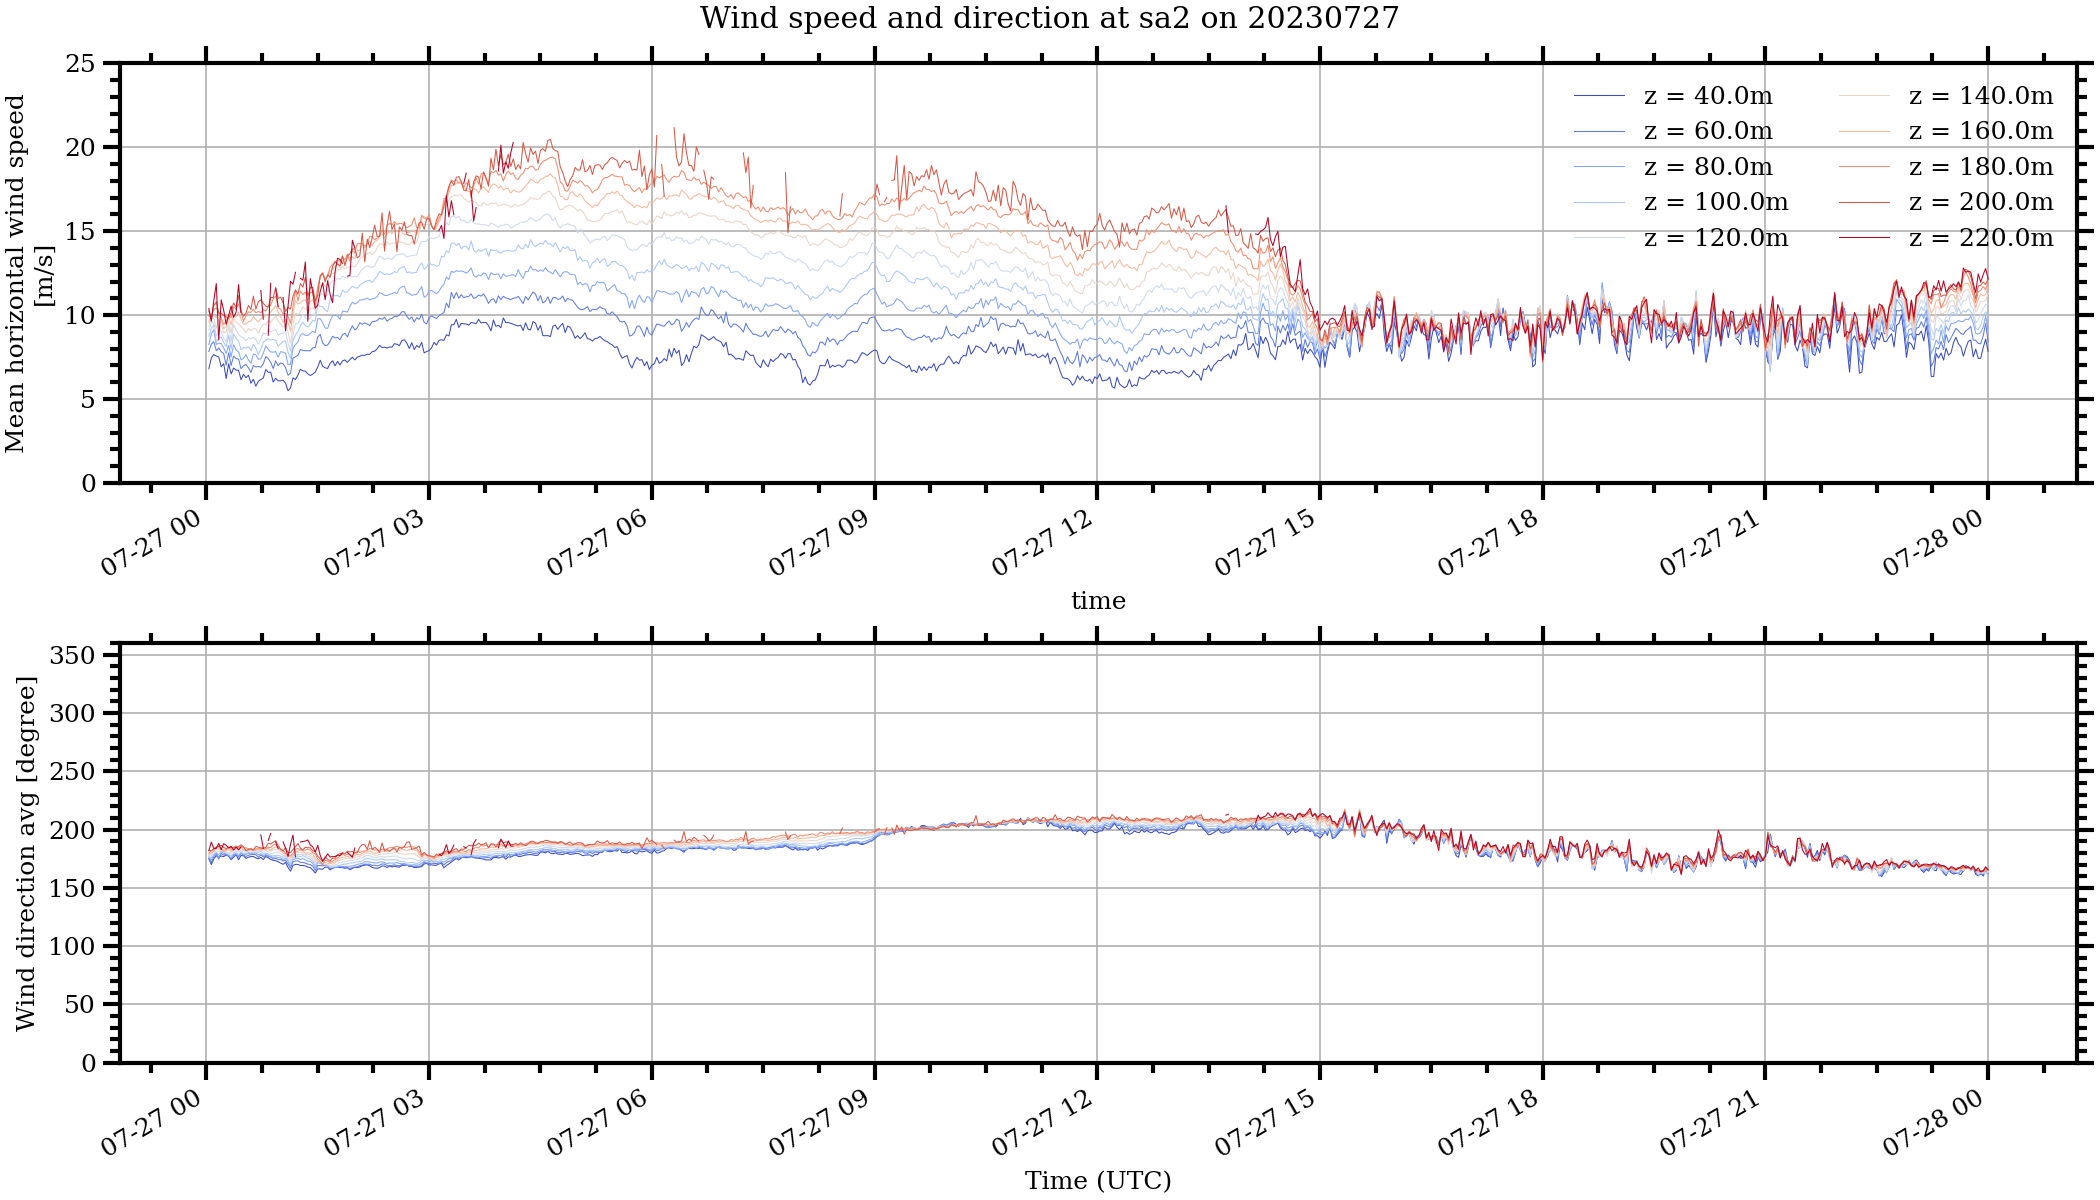 Wind speed and direction at sa2 on 20230727
Mean horizontal wind speed
[m/s]
25
20
15
10
5
0
z = 40.0m
z = 60.0m
z = 80.0m
z = 100.0m
z = 120.0m
z = 140.0m
z = 160.0m
z = 180.0m
z = 200.0m
z = 220.0m
07-27 00
07-27 03
07-27 06
07-27 09
07-27 12
07-27 15
07-27 18
07-27 21
07-28 00
time
Wind direction avg [degree]
350
300
250
200
150
100
50
0
07-27 00
07-27 03
07-27 06
07-27 09
07-27 12
07-27 15
07-27 18
07-27 21
07-28 00
Time (UTC)